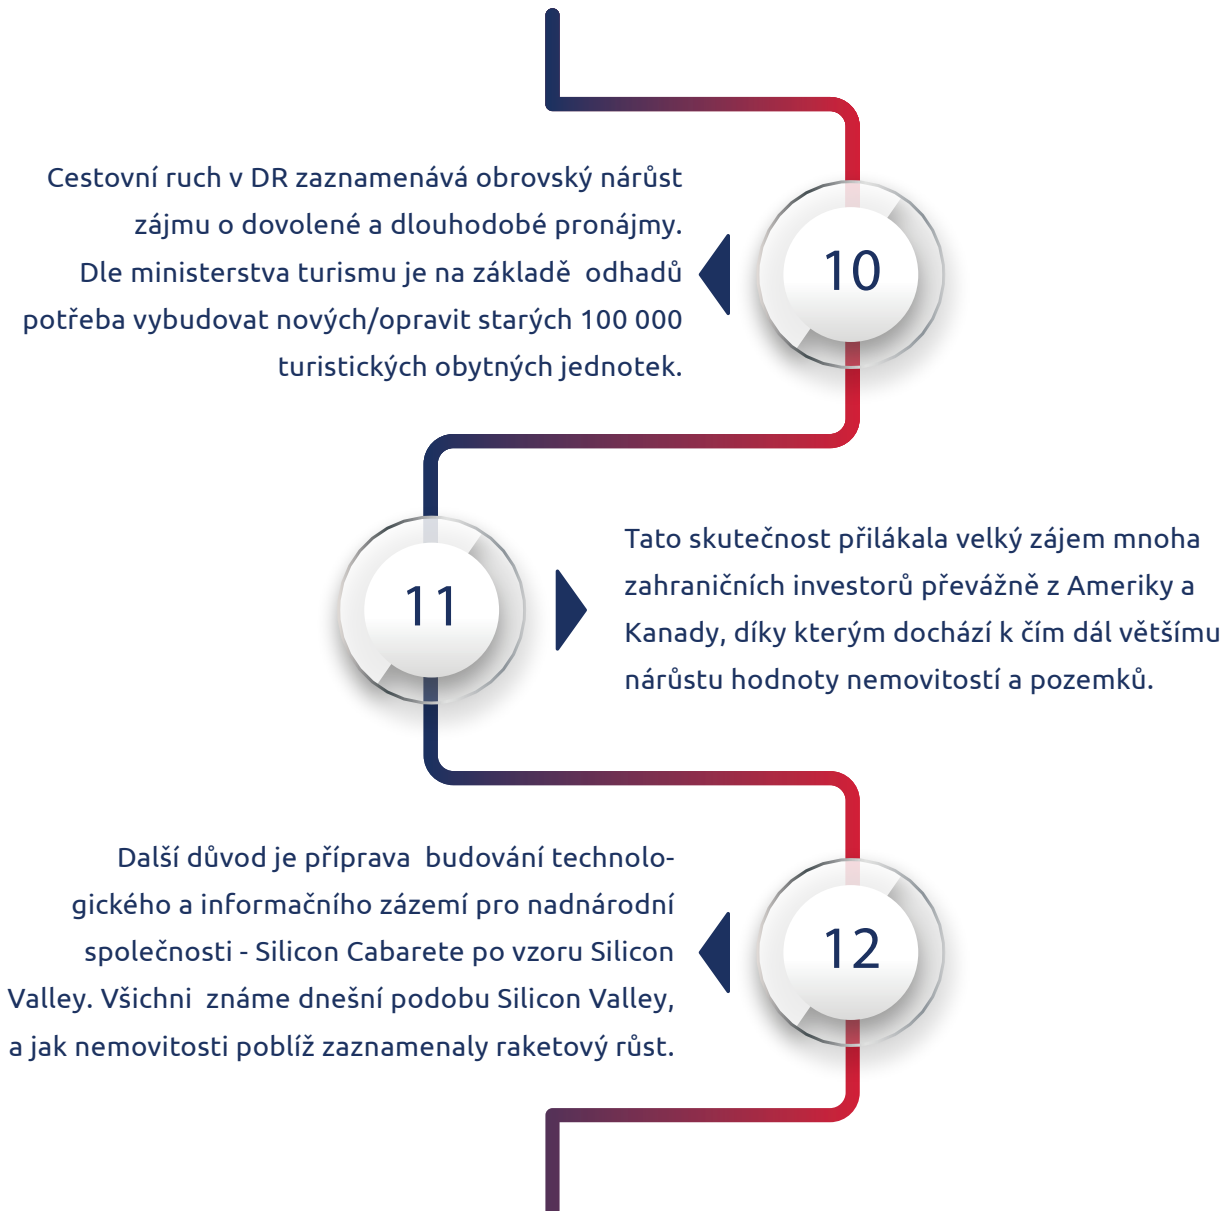 Cestovní ruch v DR zaznamenává obrovský nárůst
zájmu o dovolené a dlouhodobé pronájmy.
Dle ministerstva turismu je na základě  odhadů
potřeba vybudovat nových/opravit starých 100 000
turistických obytných jednotek.
10
11
Tato skutečnost přilákala velký zájem mnoha
zahraničních investorů převážně z Ameriky a
Kanady, díky kterým dochází k čím dál většímu
nárůstu hodnoty nemovitostí a pozemků.
Další důvod je příprava  budování technolo-
gického a informačního zázemí pro nadnárodní
společnosti - Silicon Cabarete po vzoru Silicon
Valley. Všichni  známe dnešní podobu Silicon Valley,
a jak nemovitosti poblíž zaznamenaly raketový růst.
12